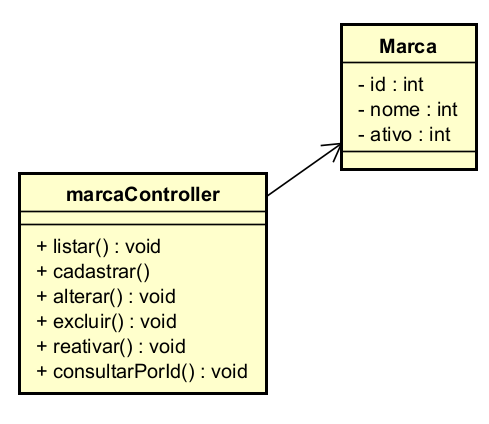 Marca
- id : int
- nome : int
- ativo : int
marcaController
+ listar() : void
+ cadastrar()
+ alterar() : void
+ excluir() : void
+ reativar() : void
+ consultarPorId() : void